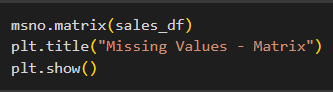 msno.matrix(sales_df)
plt.title("Missing Values - Matrix")
plt.show()